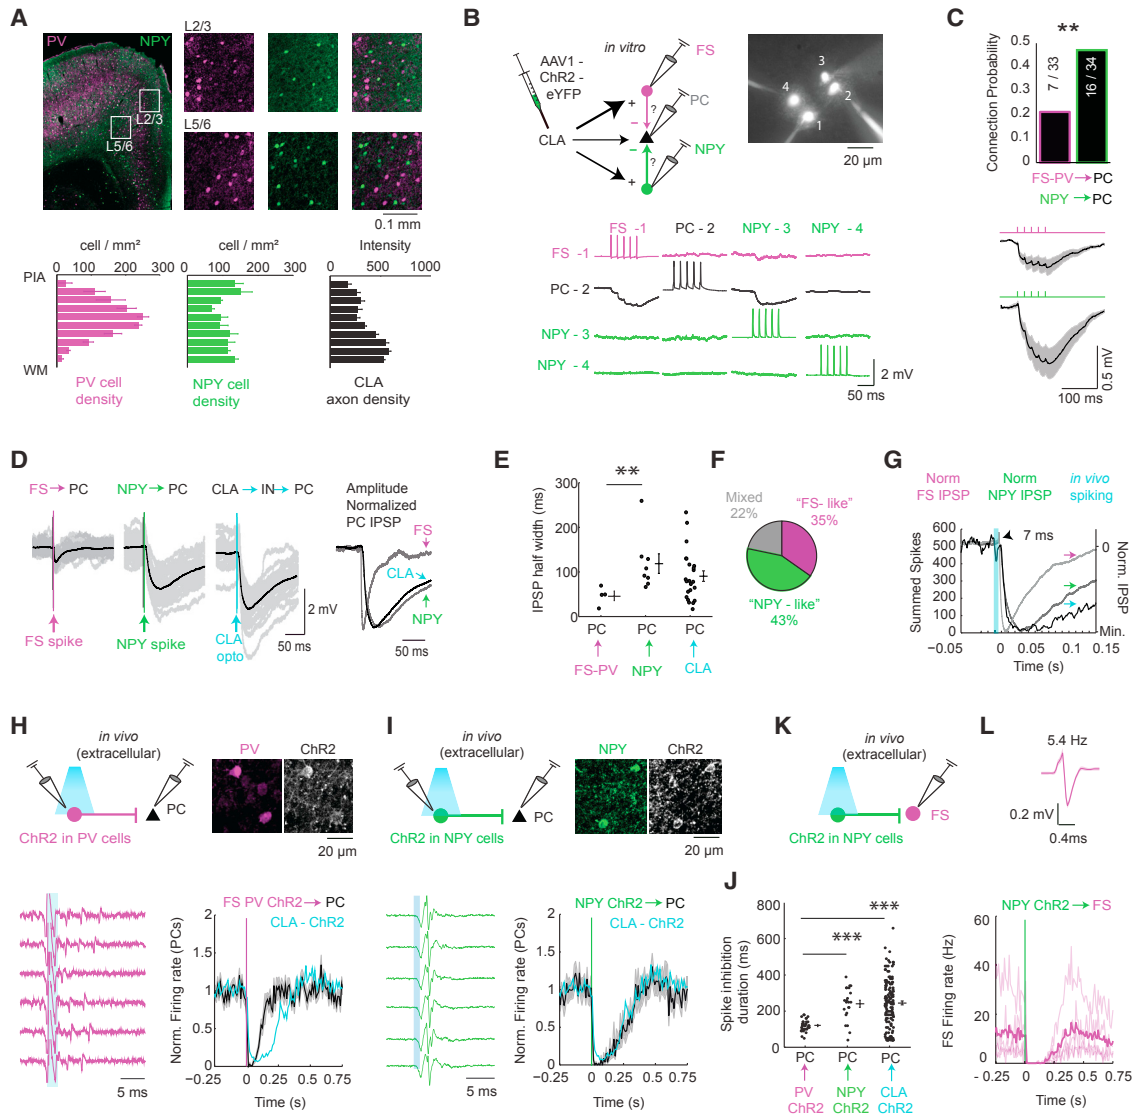 A
PV
NPY
L2/3
L5/6
L2/3
L5/6
0.1 mm
cell / mm²
0 100 200 300
cell / mm²
0 100 200 300
Intensity
0 500 1000
PIA
WM
PV cell
density
NPY cell
density
CLA
axon density
B
in vitro
AAV1 -
ChR2 -
eYFP
CLA
FS
PC
NPY
+
−
?
−
?
+
1
2
3
4
20 µm
FS -1
PC - 2
NPY - 3
NPY - 4
FS -1
PC - 2
NPY - 3
NPY - 4
2 mV
50 ms
C
**
Connection Probability
0.5
0.4
0.3
0.2
0.1
0
7 / 33
16 / 34
FS-PV→PC
NPY →PC
0.5 mV
100 ms
D
FS → PC
NPY→ PC
CLA → IN→ PC
Amplitude
Normalized
PC IPSP
FS
CLA
NPY
FS spike
NPY spike
CLA
opto
2 mV
50 ms
50 ms
E
**
IPSP half width (ms)
300
200
100
0
PC PC PC
FS-PV
NPY
CLA
F
Mixed
22%
“FS- like”
35%
“NPY - like”
43%
G
Norm
FS IPSP
Norm
NPY IPSP
in vivo
spiking
7 ms
Summed Spikes
600
500
400
300
200
100
0
0
Min.
Norm. IPSP
−0.05 0 0.05 0.1 0.15
Time (s)
H
in vivo
(extracellular)
PC
ChR2 in PV cells
PV
ChR2
20 µm
5 ms
FS PV ChR2→ PC
CLA - ChR2
Norm. Firing rate (PCs)
2
1.5
1
0.5
0
−0.25 0 0.25 0.5 0.75
Time (s)
I
in vivo
(extracellular)
PC
ChR2 in NPY cells
NPY
ChR2
20 µm
5 ms
NPY ChR2→ PC
CLA - ChR2
Norm. Firing rate (PCs)
2
1.5
1
0.5
0
- 0.25 0 0.25 0.5 0.75
Time (s)
J
***
***
Spike inhibition
duration (ms)
800
600
400
200
0
PC PC PC
PV
ChR2
NPY
ChR2
CLA
ChR2
K
in vivo
(extracellular)
FS
ChR2 in NPY cells
L
5.4 Hz
0.2 mV
0.4ms
NPY ChR2→ FS
FS Firing rate (Hz)
60
40
20
0
- 0.25 0 0.25 0.5 0.75
Time (s)